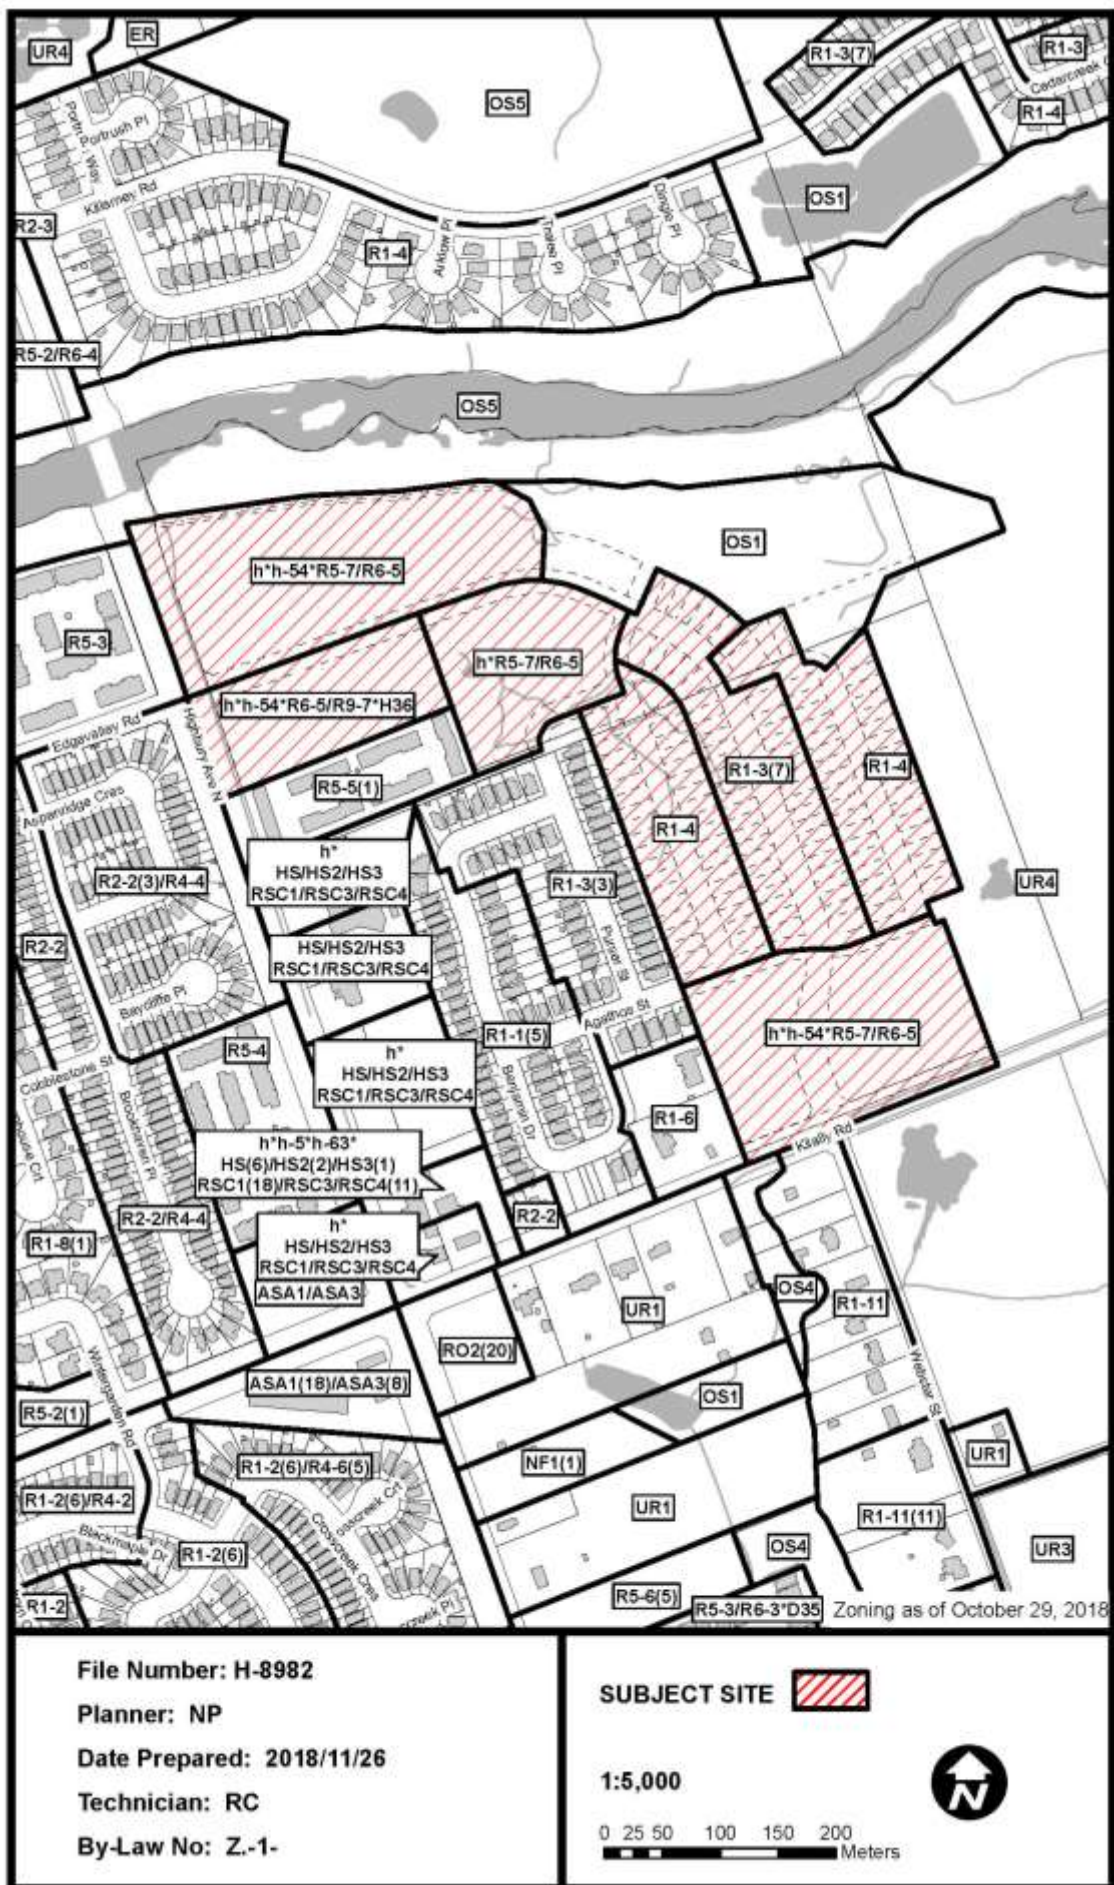 UR4
ER
R1-3(7)
R1-3
Cedarcreek
OS5
R1-4
Portrush Pl
Way
Killarney Rd
OS1
R2-3
R1-4
Arklow Pl
Tralee Pl
Dingle Pl
R5-2/R6-4
OS5
OS1
h*h-54*R5-7/R6-5
R5-3
h*R5-7/R6-5
h*h-54*R6-5/R9-7*H36
Edgevalley Rd
Highbury Ave N
R1-3(7)
R1-4
R5-5(1)
Aspenridge Cres
R1-4
h*
HS/HS2/HS3
RSC1/RSC3/RSC4
R2-2(3)/R4-4
R1-3(3)
UR4
R2-2
HS/HS2/HS3
RSC1/RSC3/RSC4
Purser St
Baycliffe Pl
Agathos St
R1-1(5)
h*h-54*R5-7/R6-5
R5-4
Cobblestone St
h*
HS/HS2/HS3
RSC1/RSC3/RSC4
Benjamin Dr
R1-6
Killaly Rd
h*h-5*h-63*
HS(6)/HS2(2)/HS3(1)
RSC1(18)/RSC3/RSC4(11)
R2-2/R4-4
R2-2
R1-8(1)
h*
HS/HS2/HS3
RSC1/RSC3/RSC4
ASA1/ASA3
OS4
R1-11
UR1
RO2(20)
Wintergarden Rd
Webster St
ASA1(18)/ASA3(8)
OS1
R5-2(1)
UR1
NF1(1)
R1-2(6)/R4-6(5)
R1-2(6)/R4-2
UR1
R1-11(11)
Crosscreek Cres
Blackmaple Dr
R1-2(6)
OS4
UR3
R5-6(5)
R1-2
R5-3/R6-3*D35
Zoning as of October 29, 2018
File Number: H-8982
Planner: NP
Date Prepared: 2018/11/26
Technician: RC
By-Law No: Z.-1-
SUBJECT SITE
1:5,000
N
0 25 50 100 150 200
Meters